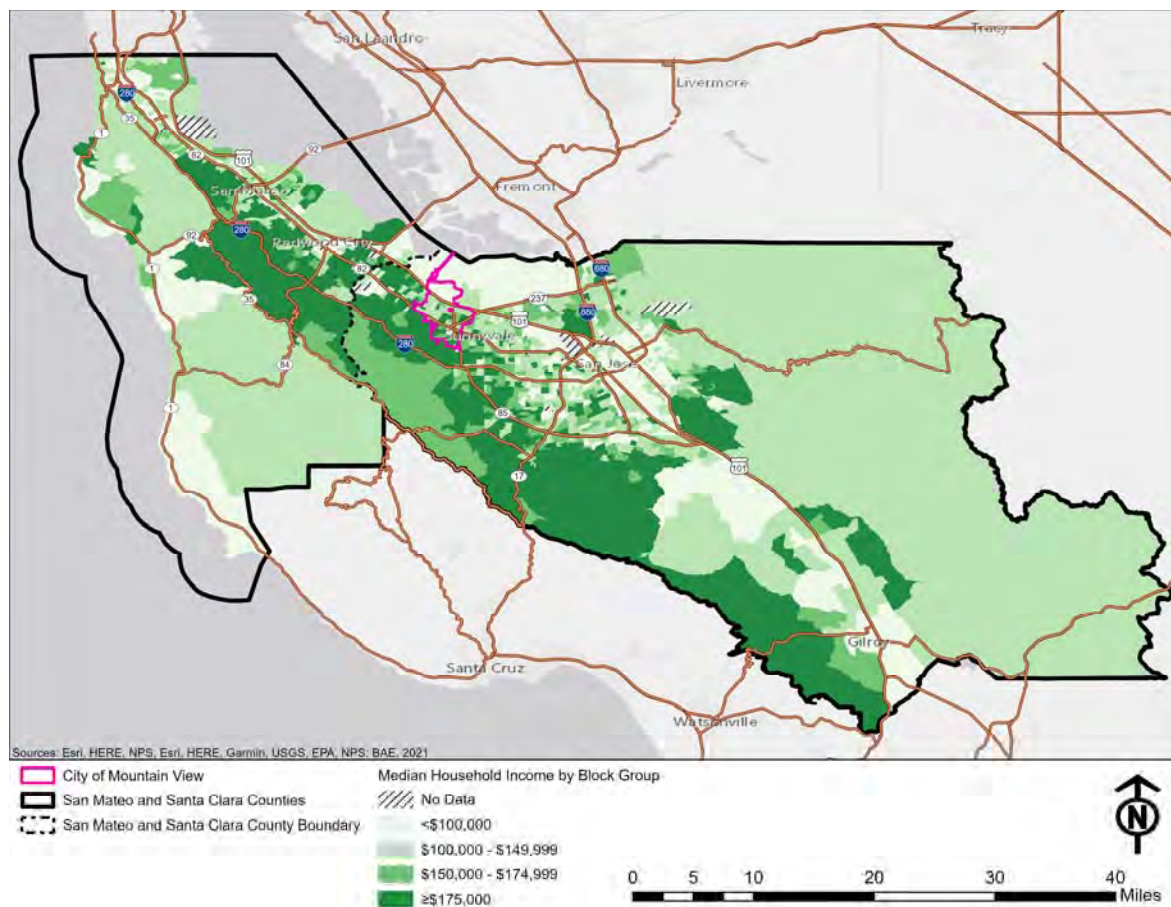 San Leandro
Tracy
Livermore
280
35
1
82
101
92
Fremont
San Mateo
280
92
Redwood City
82
680
1
35
237
880
101
280
Sunnyvale
San Jose
84
85
1
101
17
Gilroy
Santa Cruz
Watsonville
Sources: Esri, HERE, NPS, Esri, HERE, Garmin, USGS, EPA, NPS; BAE, 2021
City of Mountain View
San Mateo and Santa Clara Counties
San Mateo and Santa Clara County Boundary
Median Household Income by Block Group
No Data
<$100,000
$100,000 - $149,999
$150,000 - $174,999
≥$175,000
N
0 5 10 20 30 40
Miles